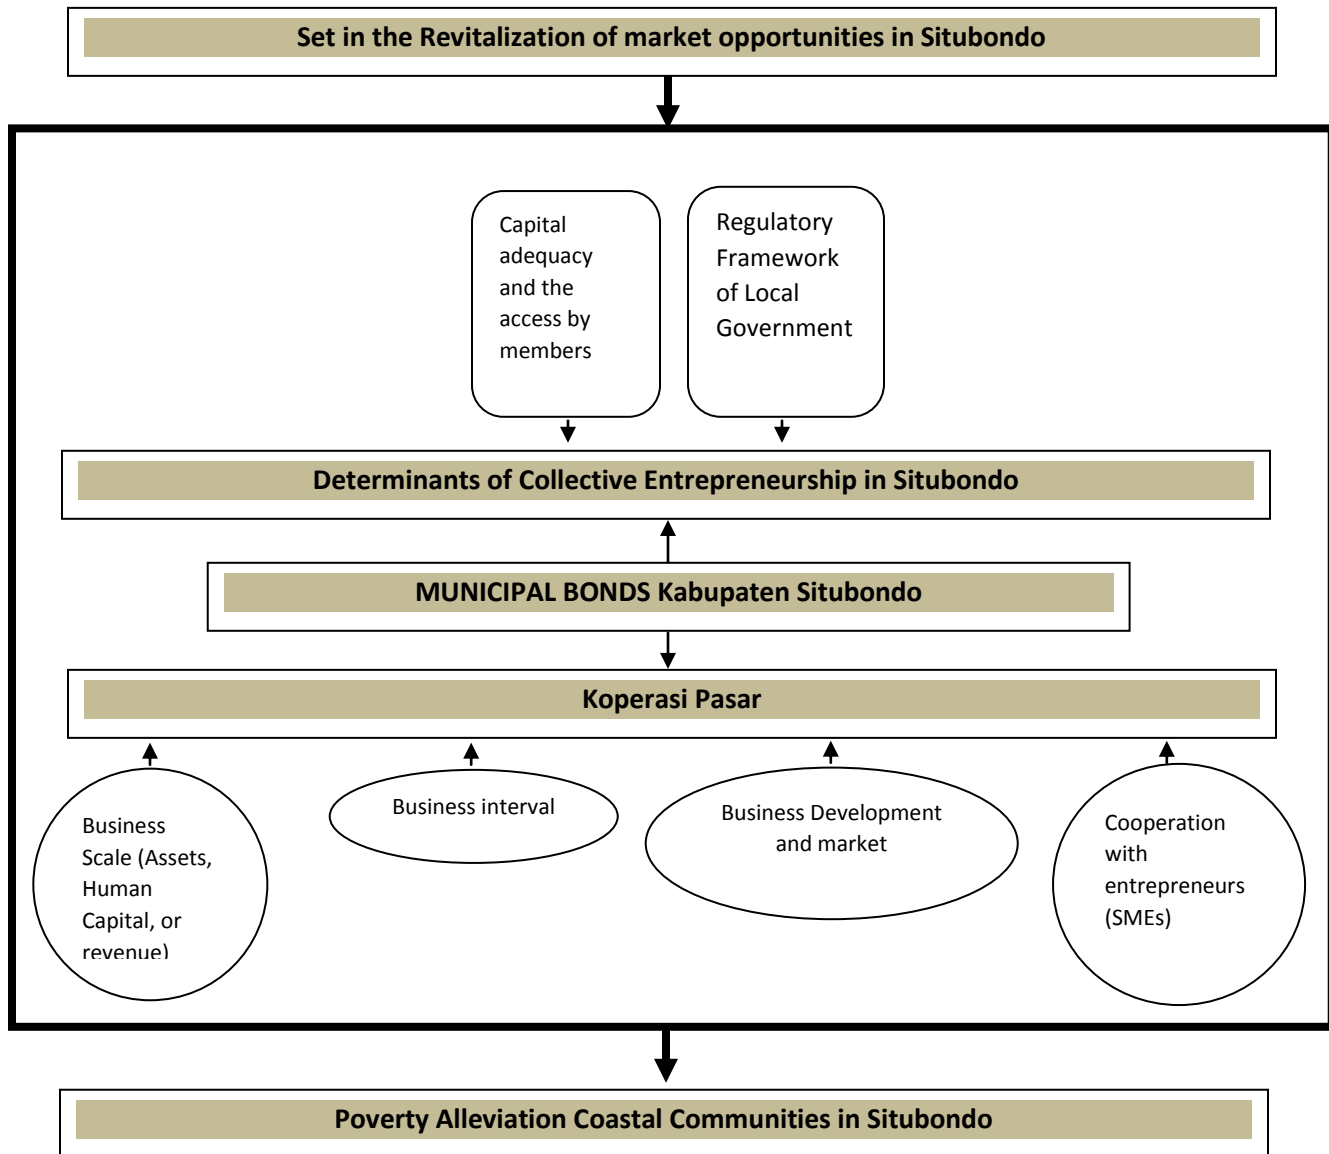 Set in the Revitalization of market opportunities in Situbondo
Capital
adequacy
and the
access by
members
Regulatory
Framework
of Local
Government
Determinants of Collective Entrepreneurship in Situbondo
MUNICIPAL BONDS Kabupaten Situbondo
Koperasi Pasar
Business
Scale (Assets,
Human
Capital, or
revenue)
Business interval
Business Development
and market
Cooperation
with
entrepreneurs
(SMEs)
Poverty Alleviation Coastal Communities in Situbondo